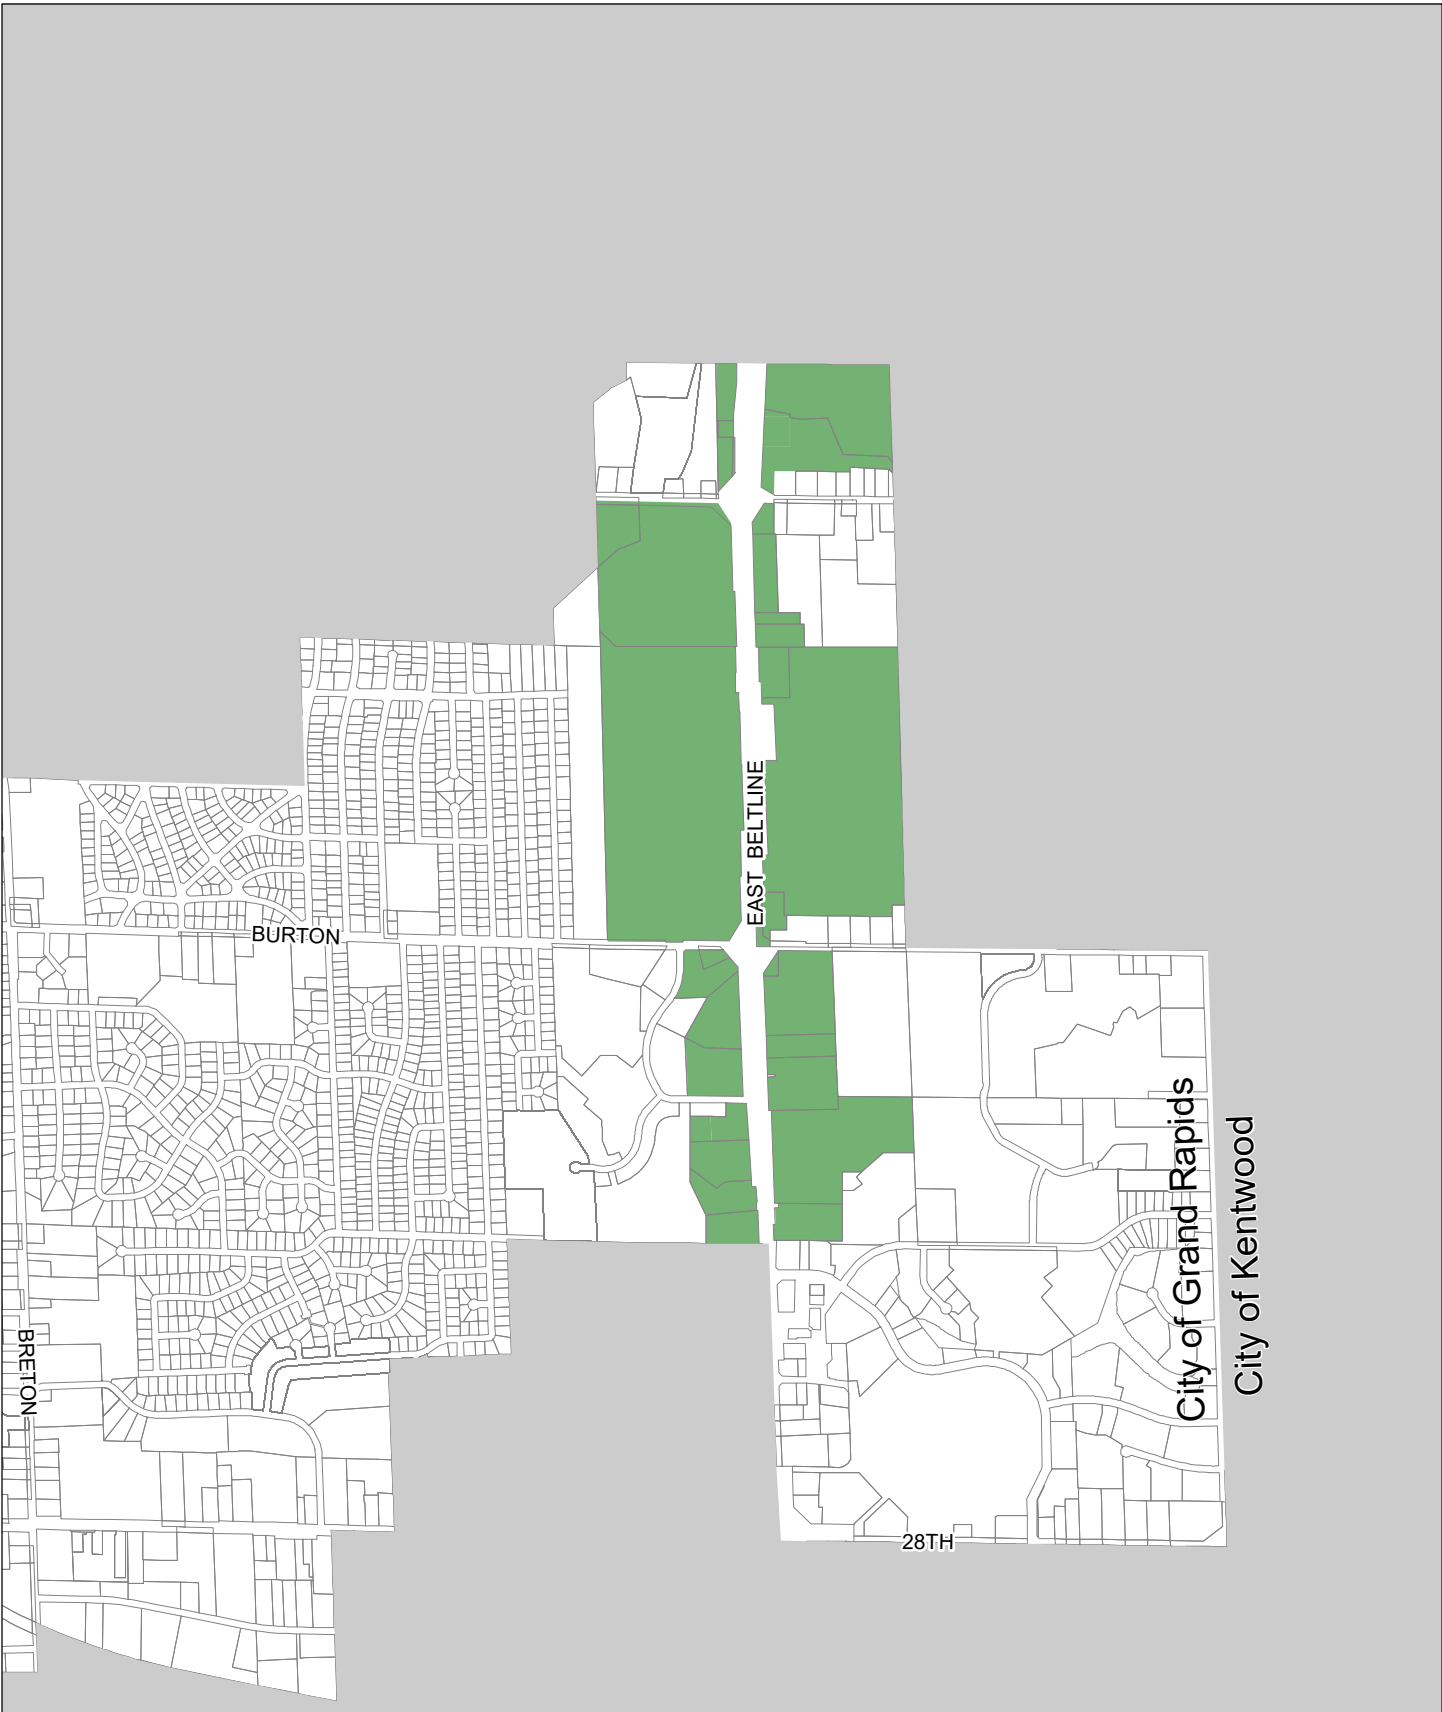 EAST BELTLINE
BURTON
City of Grand Rapids
City of Kentwood
BRETON
28TH